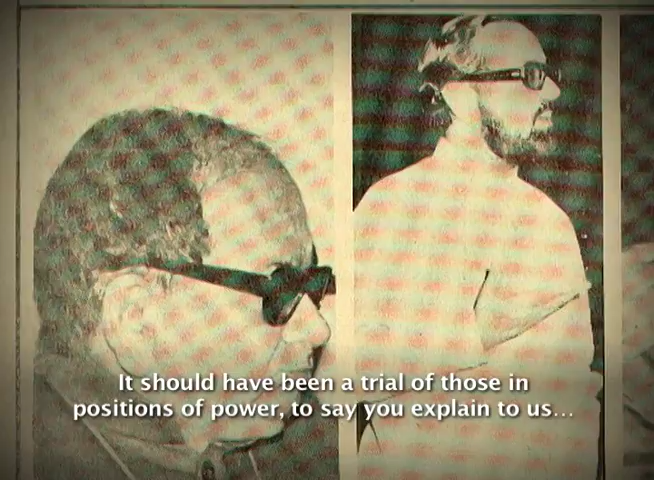 It should have been a trial of those in
positions of power, to say you explain to us...